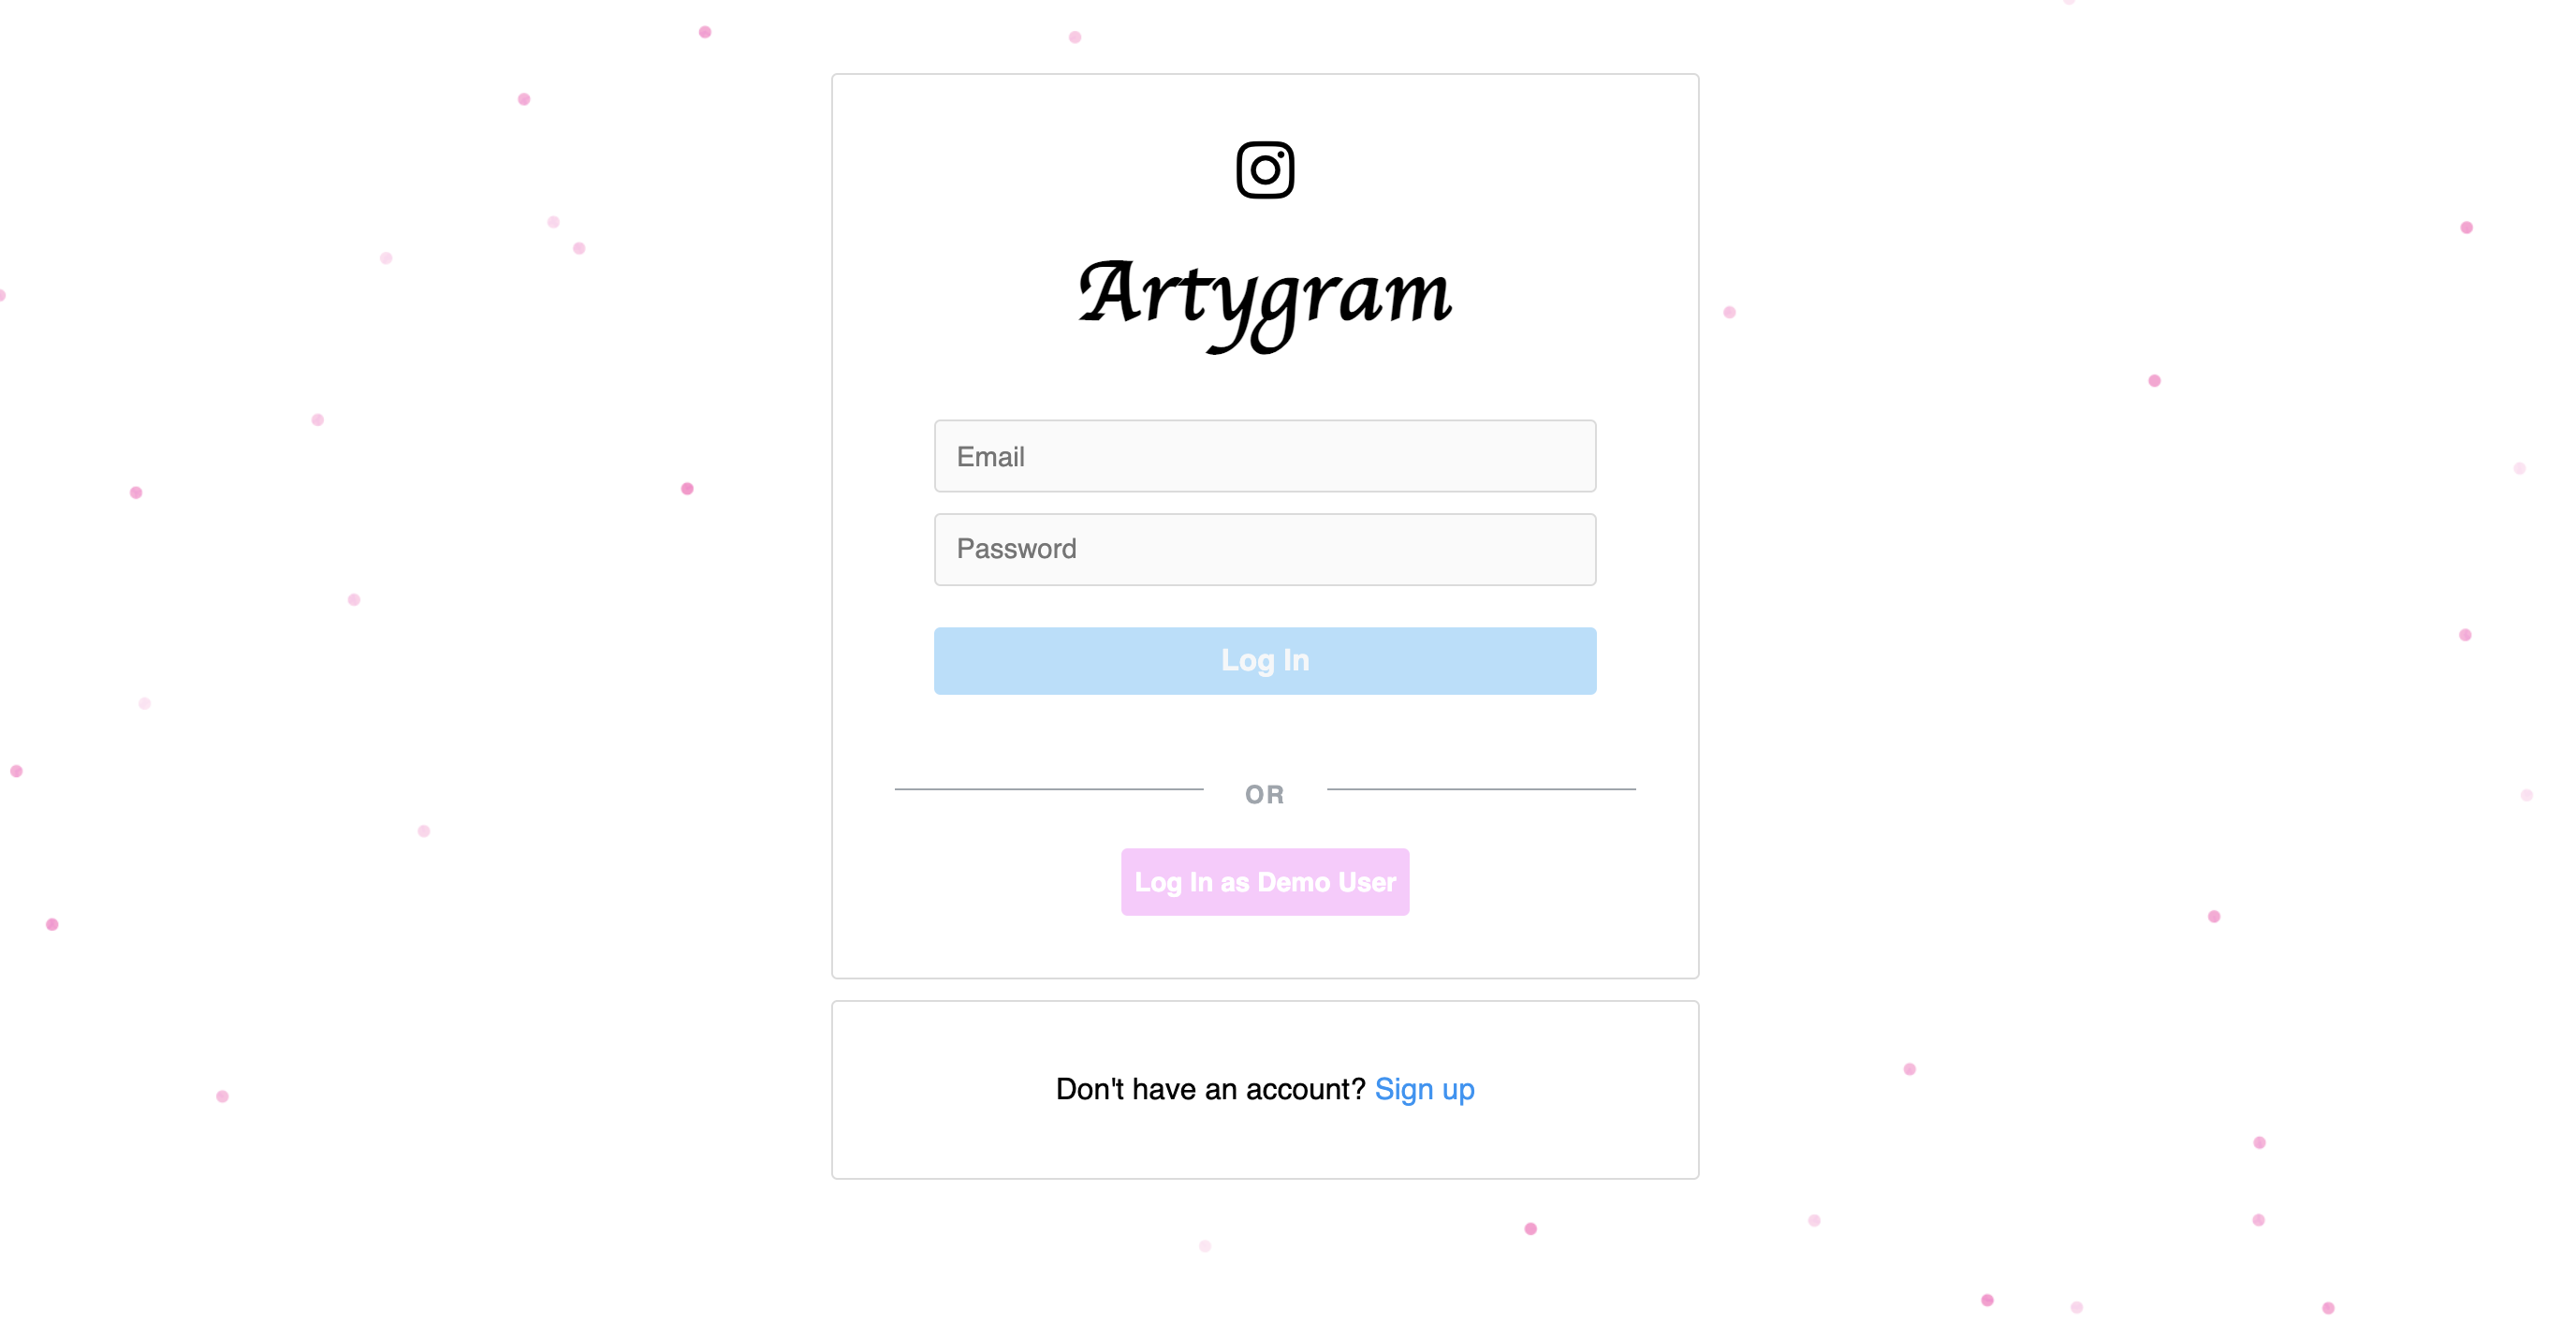 Artygram
Email
Password
Log In
OR
Log In as Demo User
Don't have an account? Sign up